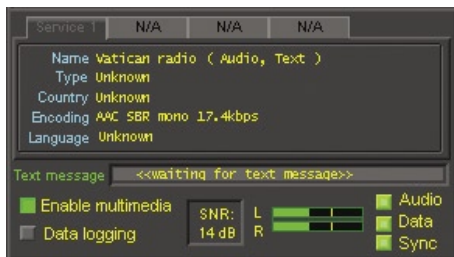 Service 1 N/A N/A N/A
Name Vatican radio ( Audio, Text )
Type Unknown
Country Unknown
Encoding AAC SBR mono 17.4kbps
Language Unknown
Text message <<waiting for text message>>
Enable multimedia
Data logging
SNR:
14 dB
L
R
Audio
Data
Sync